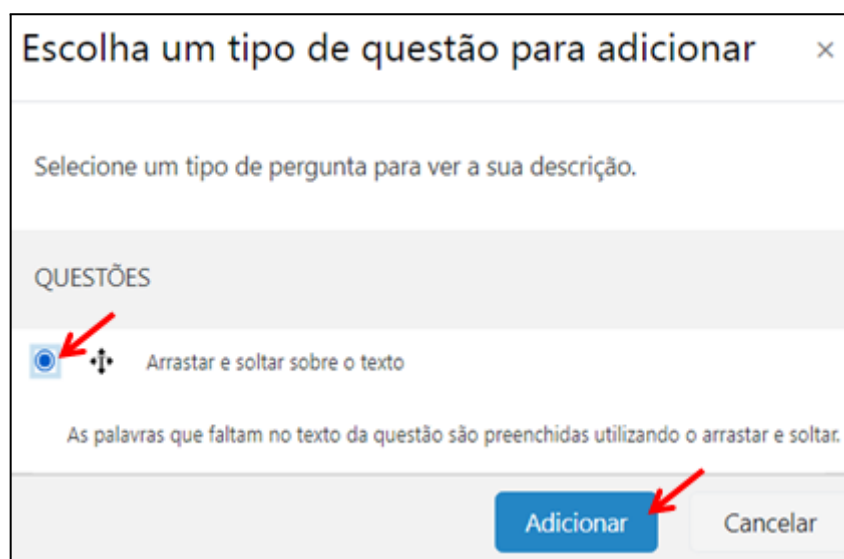 Escolha um tipo de questão para adicionar ×
Selecione um tipo de pergunta para ver a sua descrição.
QUESTÕES
Arrastar e soltar sobre o texto
As palavras que faltam no texto da questão são preenchidas utilizando o arrastar e soltar.
Adicionar Cancelar